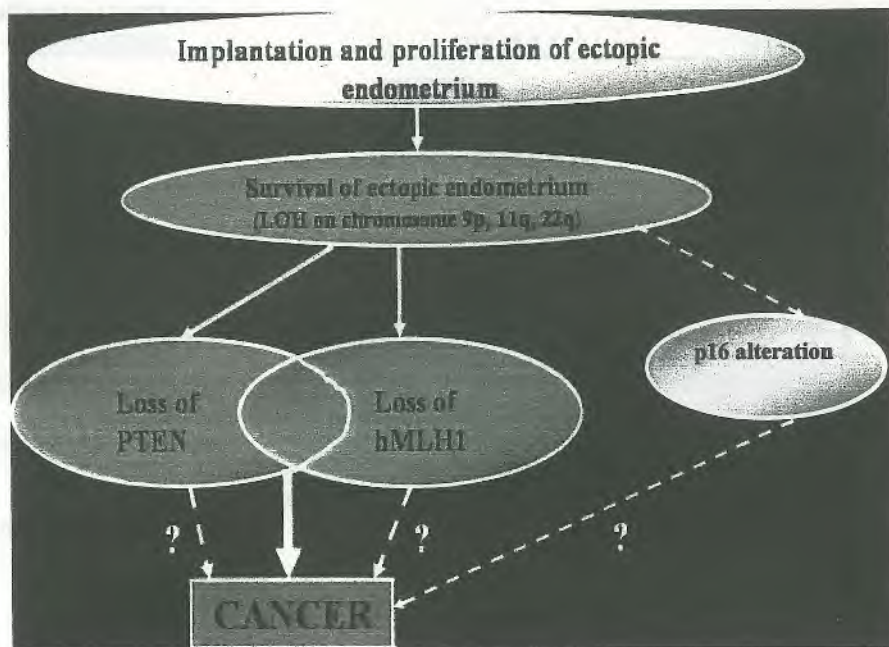 Implantation and proliferation of ectopic
endometrium
Survival of ectopic endometrium
(LOH on chromosome 9p, 11q, 22q)
p16 alteration
Loss of
PTEN
Loss of
hMLH1
?
?
?
CANCER